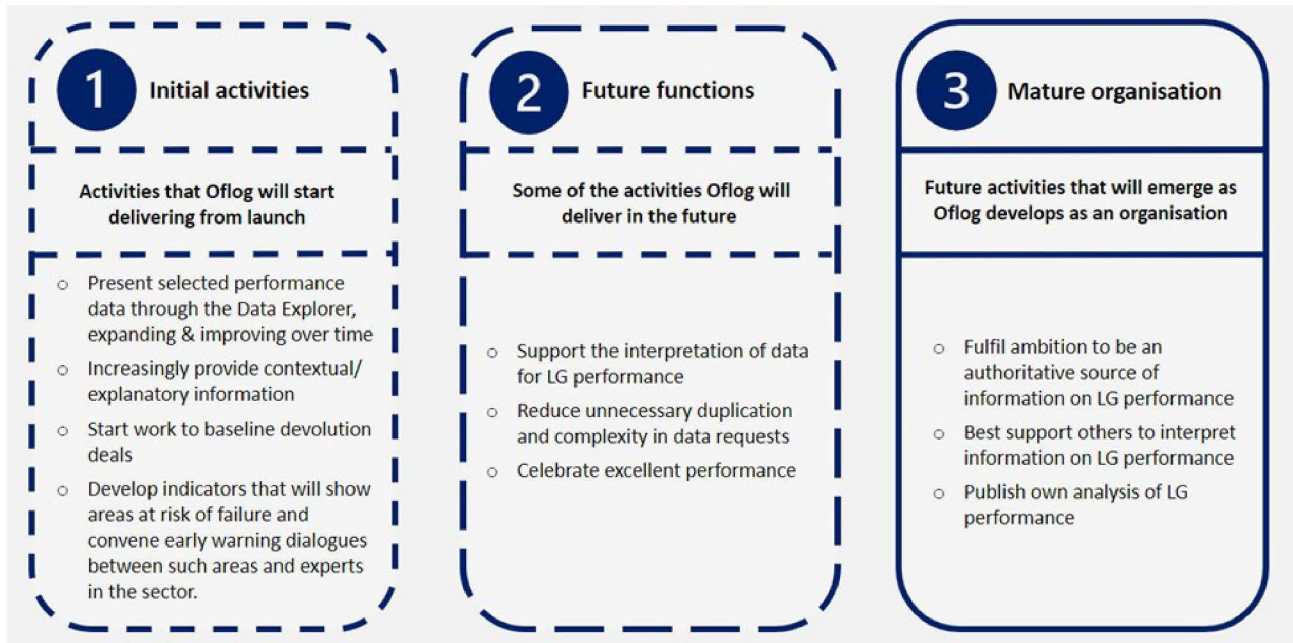 1
Initial activities
Activities that Oflog will start
delivering from launch
○ Present selected performance
data through the Data Explorer,
expanding & improving over time
○ Increasingly provide contextual/
explanatory information
○ Start work to baseline devolution
deals
○ Develop indicators that will show
areas at risk of failure and
convene early warning dialogues
between such areas and experts
in the sector.
2
Future functions
Some of the activities Oflog will
deliver in the future
○ Support the interpretation of data
for LG performance
○ Reduce unnecessary duplication
and complexity in data requests
○ Celebrate excellent performance
3
Mature organisation
Future activities that will emerge as
Oflog develops as an organisation
○ Fulfil ambition to be an
authoritative source of
information on LG performance
○ Best support others to interpret
information on LG performance
○ Publish own analysis of LG
performance